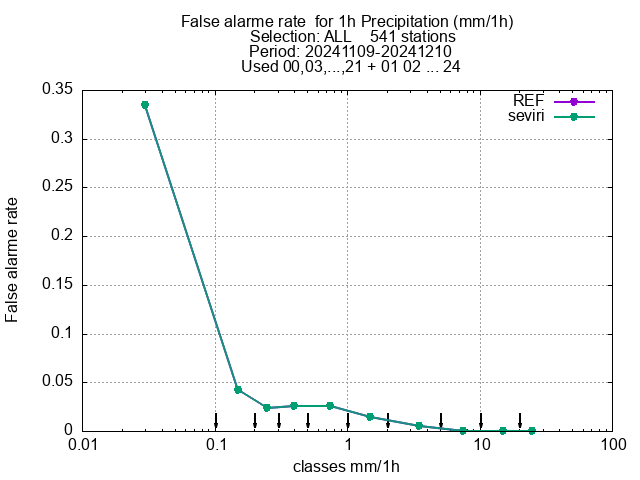 False alarme rate  for 1h Precipitation (mm/1h)
Selection: ALL    541 stations
Period: 20241109-20241210
Used 00,03,...,21 + 01 02 ... 24
REF
seviri
0.35
0.3
0.25
0.2
0.15
0.1
0.05
0
False alarme rate
0.01 0.1 1 10 100
classes mm/1h